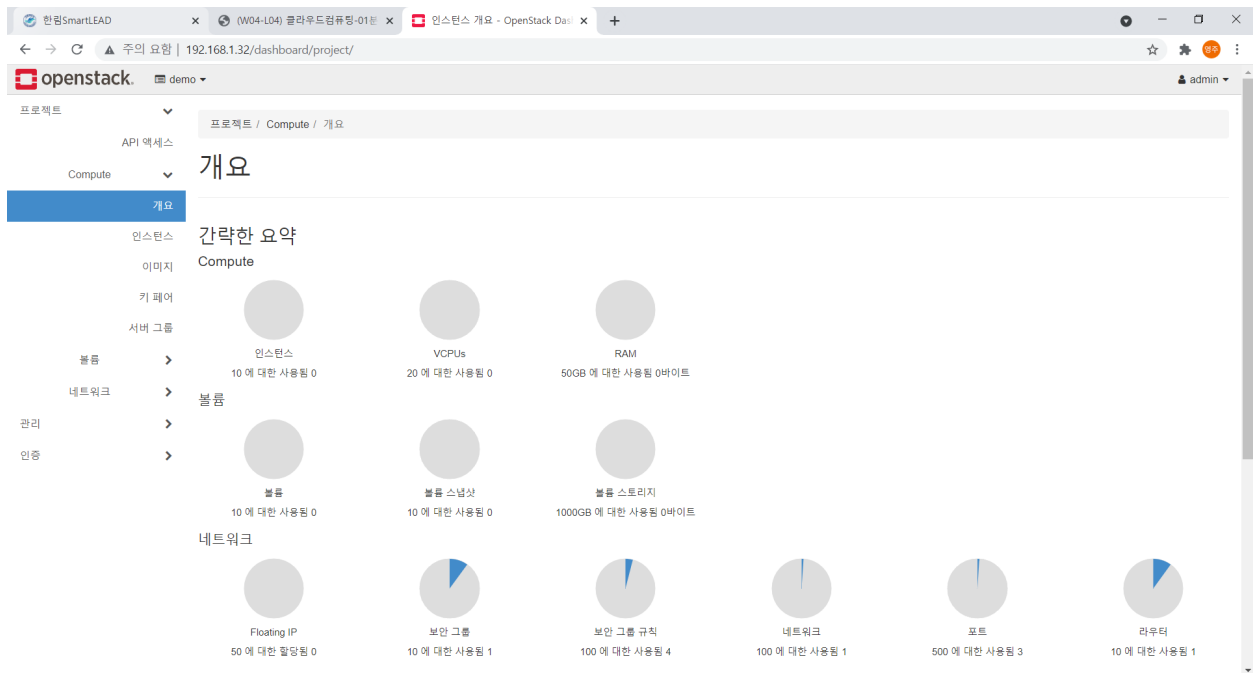 한림SmartLEAD
(W04-L04) 클라우드컴퓨팅-01분
인스턴스 개요 - OpenStack Das
주의 요함 | 192.168.1.32/dashboard/project/
영주
openstack.
demo
admin
프로젝트
API 액세스
Compute
개요
인스턴스
이미지
키 페어
서버 그룹
볼륨
네트워크
관리
인증
프로젝트 / Compute / 개요
개요
간략한 요약
Compute
인스턴스
10 에 대한 사용됨 0
VCPUs
20 에 대한 사용됨 0
RAM
50GB 에 대한 사용됨 0바이트
볼륨
볼륨
10 에 대한 사용됨 0
볼륨 스냅샷
10 에 대한 사용됨 0
볼륨 스토리지
1000GB 에 대한 사용됨 0바이트
네트워크
Floating IP
50 에 대한 할당됨 0
보안 그룹
10 에 대한 사용됨 1
보안 그룹 규칙
100 에 대한 사용됨 4
네트워크
100 에 대한 사용됨 1
포트
500 에 대한 사용됨 3
라우터
10 에 대한 사용됨 1